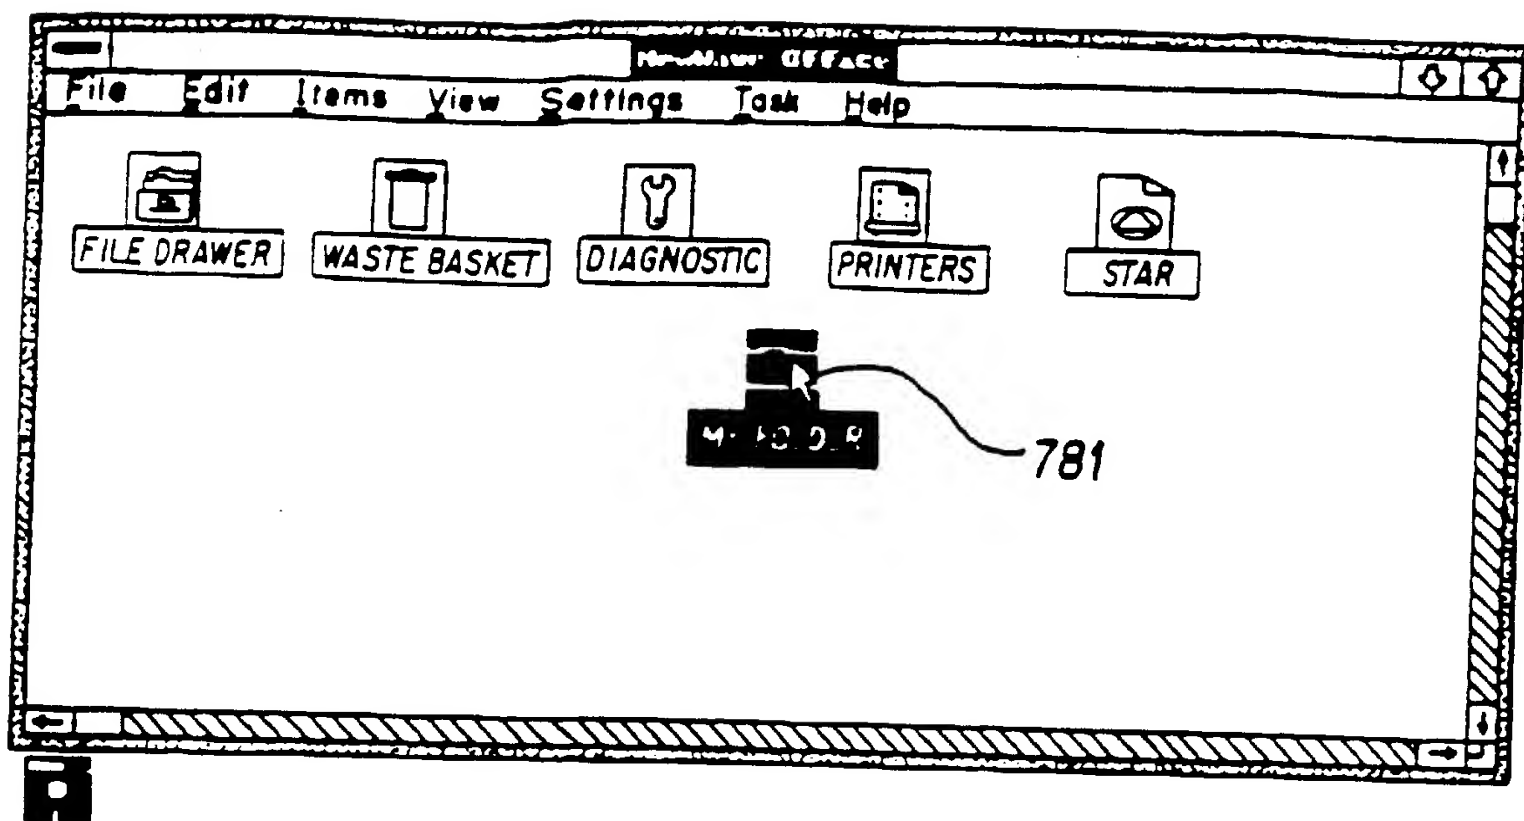 File Edit Items View Settings Task Help
FILE DRAWER WASTE BASKET DIAGNOSTIC PRINTERS STAR
781